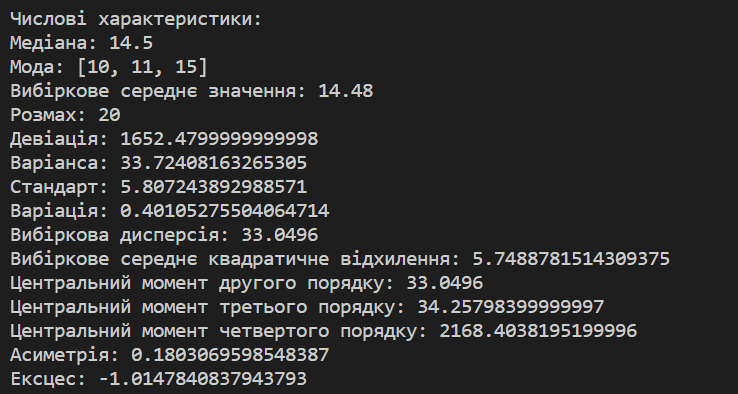 Числові характеристики:
Медіана: 14.5
Мода: [10, 11, 15]
Вибіркове середнє значення: 14.48
Розмах: 20
Девіація: 1652.4799999999998
Варіанса: 33.72408163265305
Стандарт: 5.807243892988571
Варіація: 0.40105275504064714
Вибіркова дисперсія: 33.0496
Вибіркове середнє квадратичне відхилення: 5.7488781514309375
Центральний момент другого порядку: 33.0496
Центральний момент третього порядку: 34.25798399999997
Центральний момент четвертого порядку: 2168.4038195199996
Асиметрія: 0.1803069598548387
Ексцес: -1.0147840837943793